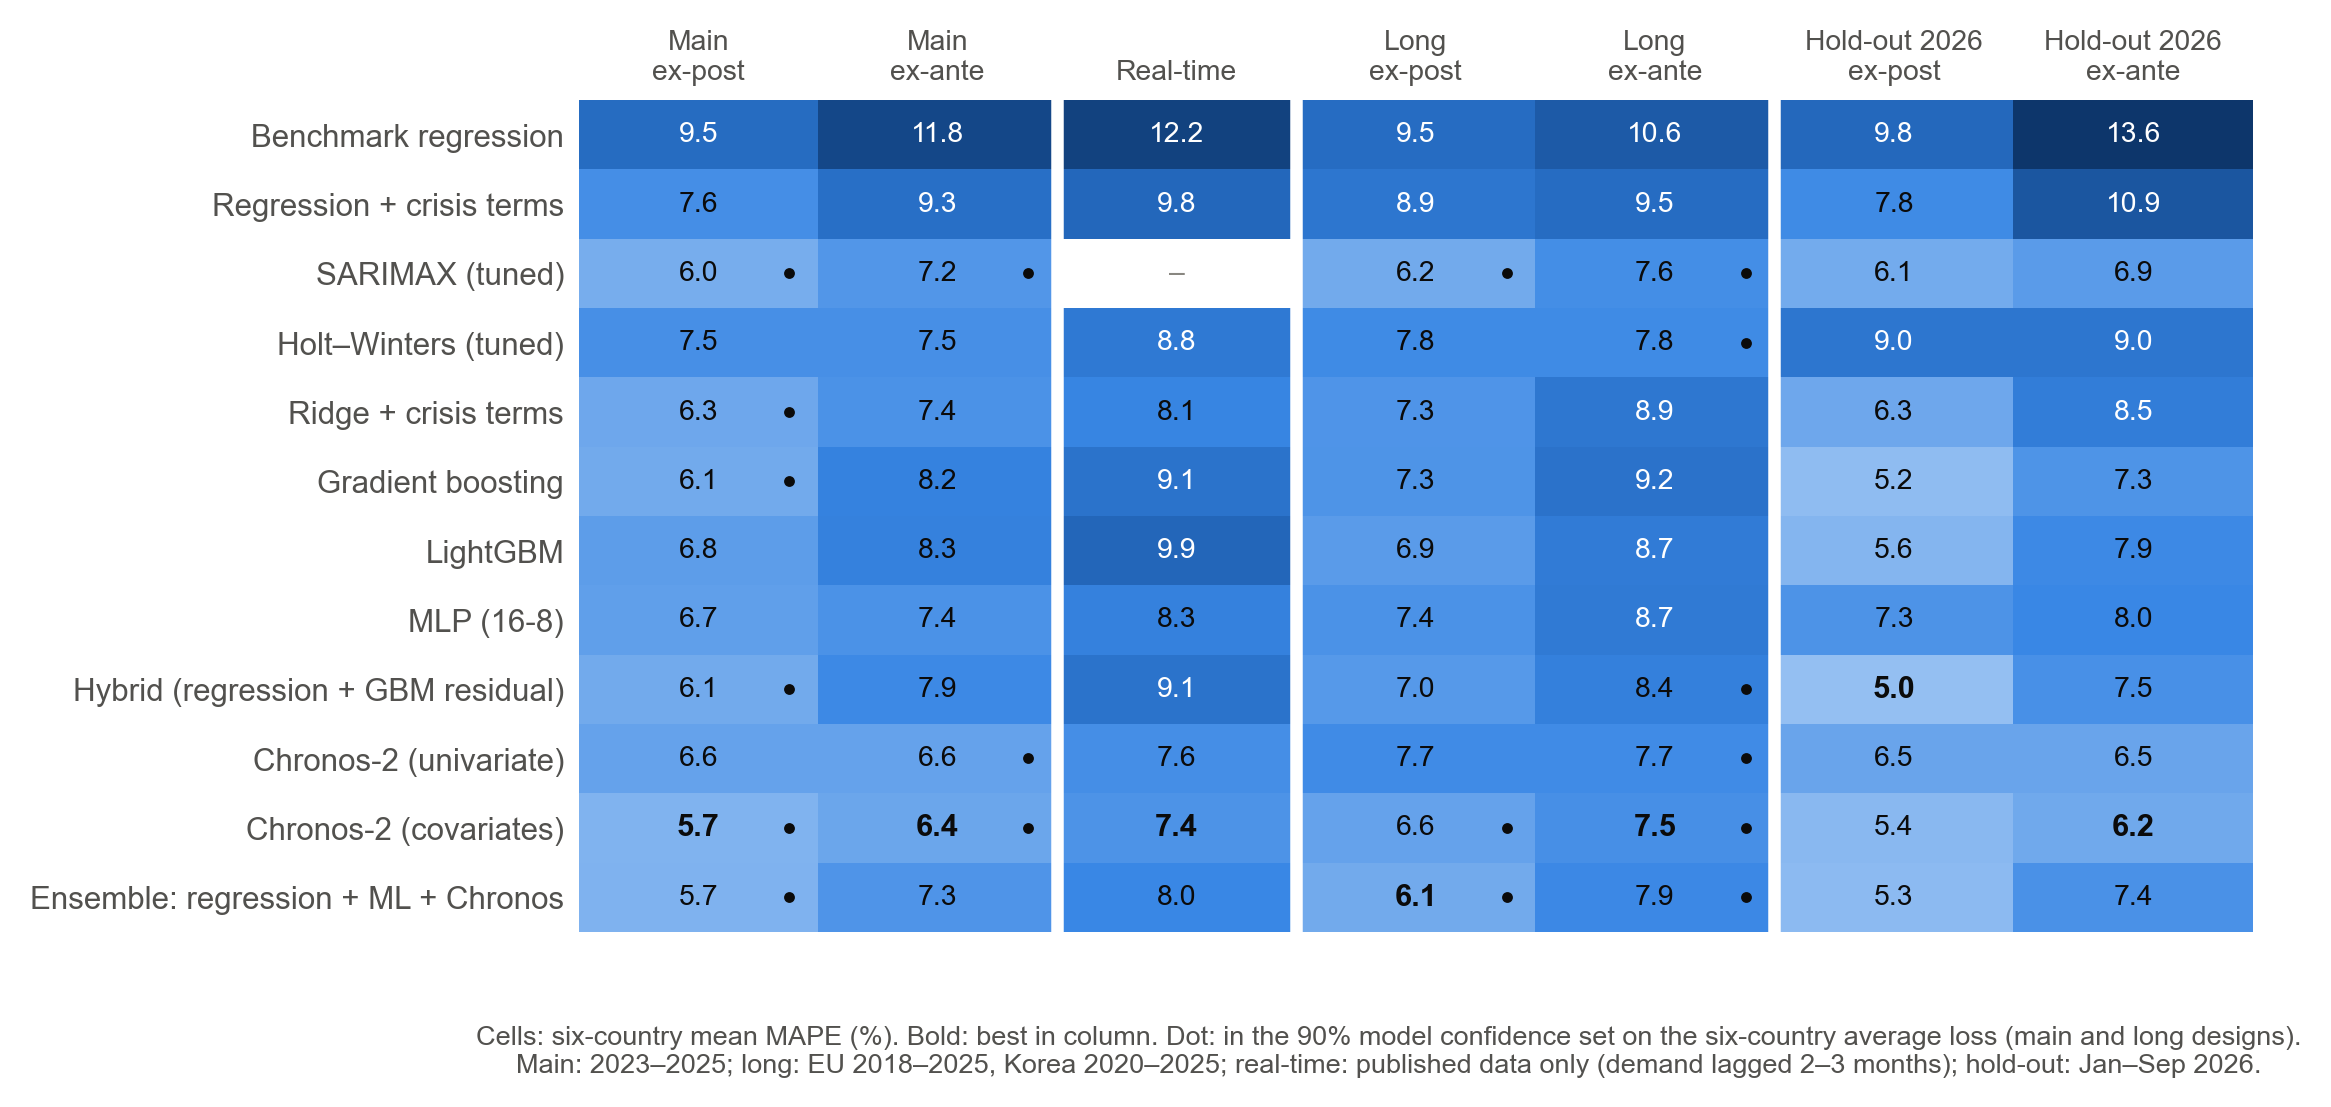 Main ex-post
Main ex-ante
Real-time
Long ex-post
Long ex-ante
Hold-out 2026 ex-post
Hold-out 2026 ex-ante
Benchmark regression 9.5 11.8 12.2 9.5 10.6 9.8 13.6
Regression + crisis terms 7.6 9.3 9.8 8.9 9.5 7.8 10.9
SARIMAX (tuned) 6.0 • 7.2 • – 6.2 • 7.6 • 6.1 6.9
Holt–Winters (tuned) 7.5 7.5 8.8 7.8 7.8 • 9.0 9.0
Ridge + crisis terms 6.3 • 7.4 8.1 7.3 8.9 6.3 8.5
Gradient boosting 6.1 • 8.2 9.1 7.3 9.2 5.2 7.3
LightGBM 6.8 8.3 9.9 6.9 8.7 5.6 7.9
MLP (16-8) 6.7 7.4 8.3 7.4 8.7 7.3 8.0
Hybrid (regression + GBM residual) 6.1 • 7.9 9.1 7.0 8.4 • 5.0 7.5
Chronos-2 (univariate) 6.6 6.6 • 7.6 7.7 7.7 • 6.5 6.5
Chronos-2 (covariates) 5.7 • 6.4 • 7.4 6.6 • 7.5 • 5.4 6.2
Ensemble: regression + ML + Chronos 5.7 • 7.3 8.0 6.1 • 7.9 • 5.3 7.4
Cells: six-country mean MAPE (%). Bold: best in column. Dot: in the 90% model confidence set on the six-country average loss (main and long designs).
Main: 2023–2025; long: EU 2018–2025, Korea 2020–2025; real-time: published data only (demand lagged 2–3 months); hold-out: Jan–Sep 2026.